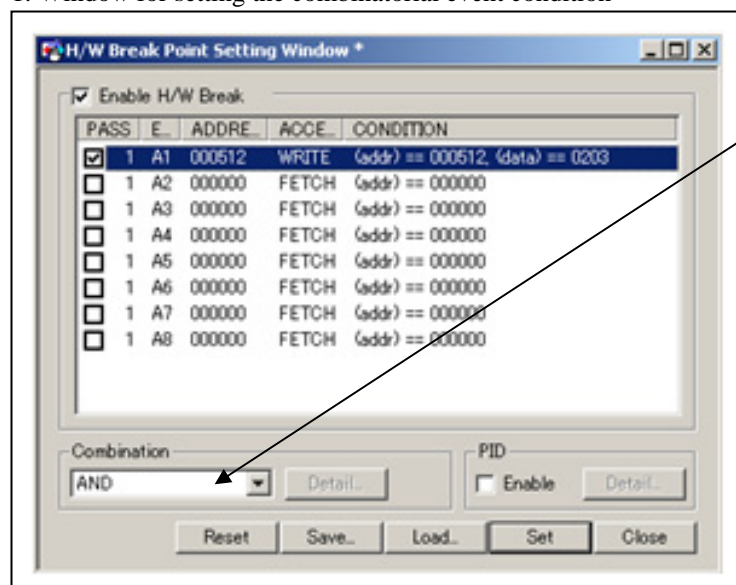 1. Window for setting the combinatorial event condition
H/W Break Point Setting Window *
Enable H/W Break
PASS E... ADDRE... ACCE... CONDITION
1 A1 000512 WRITE (addr) == 000512, (data) == 0203
1 A2 000000 FETCH (addr) == 000000
1 A3 000000 FETCH (addr) == 000000
1 A4 000000 FETCH (addr) == 000000
1 A5 000000 FETCH (addr) == 000000
1 A6 000000 FETCH (addr) == 000000
1 A7 000000 FETCH (addr) == 000000
1 A8 000000 FETCH (addr) == 000000
Combination
PID
AND
Detail...
Enable
Detail...
Reset
Save...
Load...
Set
Close